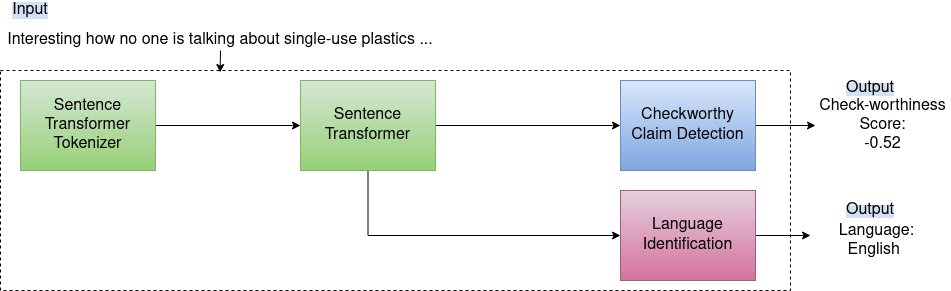 Input
Interesting how no one is talking about single-use plastics ...
Sentence
Transformer
Tokenizer
Sentence
Transformer
Checkworthy
Claim Detection
Output
Check-worthiness
Score:
-0.52
Language
Identification
Output
Language:
English